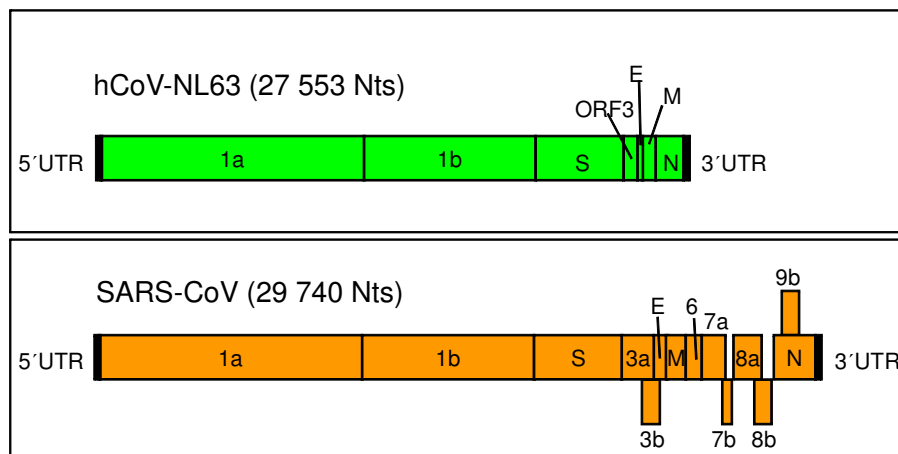 hCoV-NL63 (27 553 Nts)
E
ORF3
M
5´UTR
1a
1b
S
N
3´UTR
SARS-CoV (29 740 Nts)
9b
E
6
7a
5´UTR
1a
1b
S
3a
M
8a
N
3´UTR
3b
7b
8b